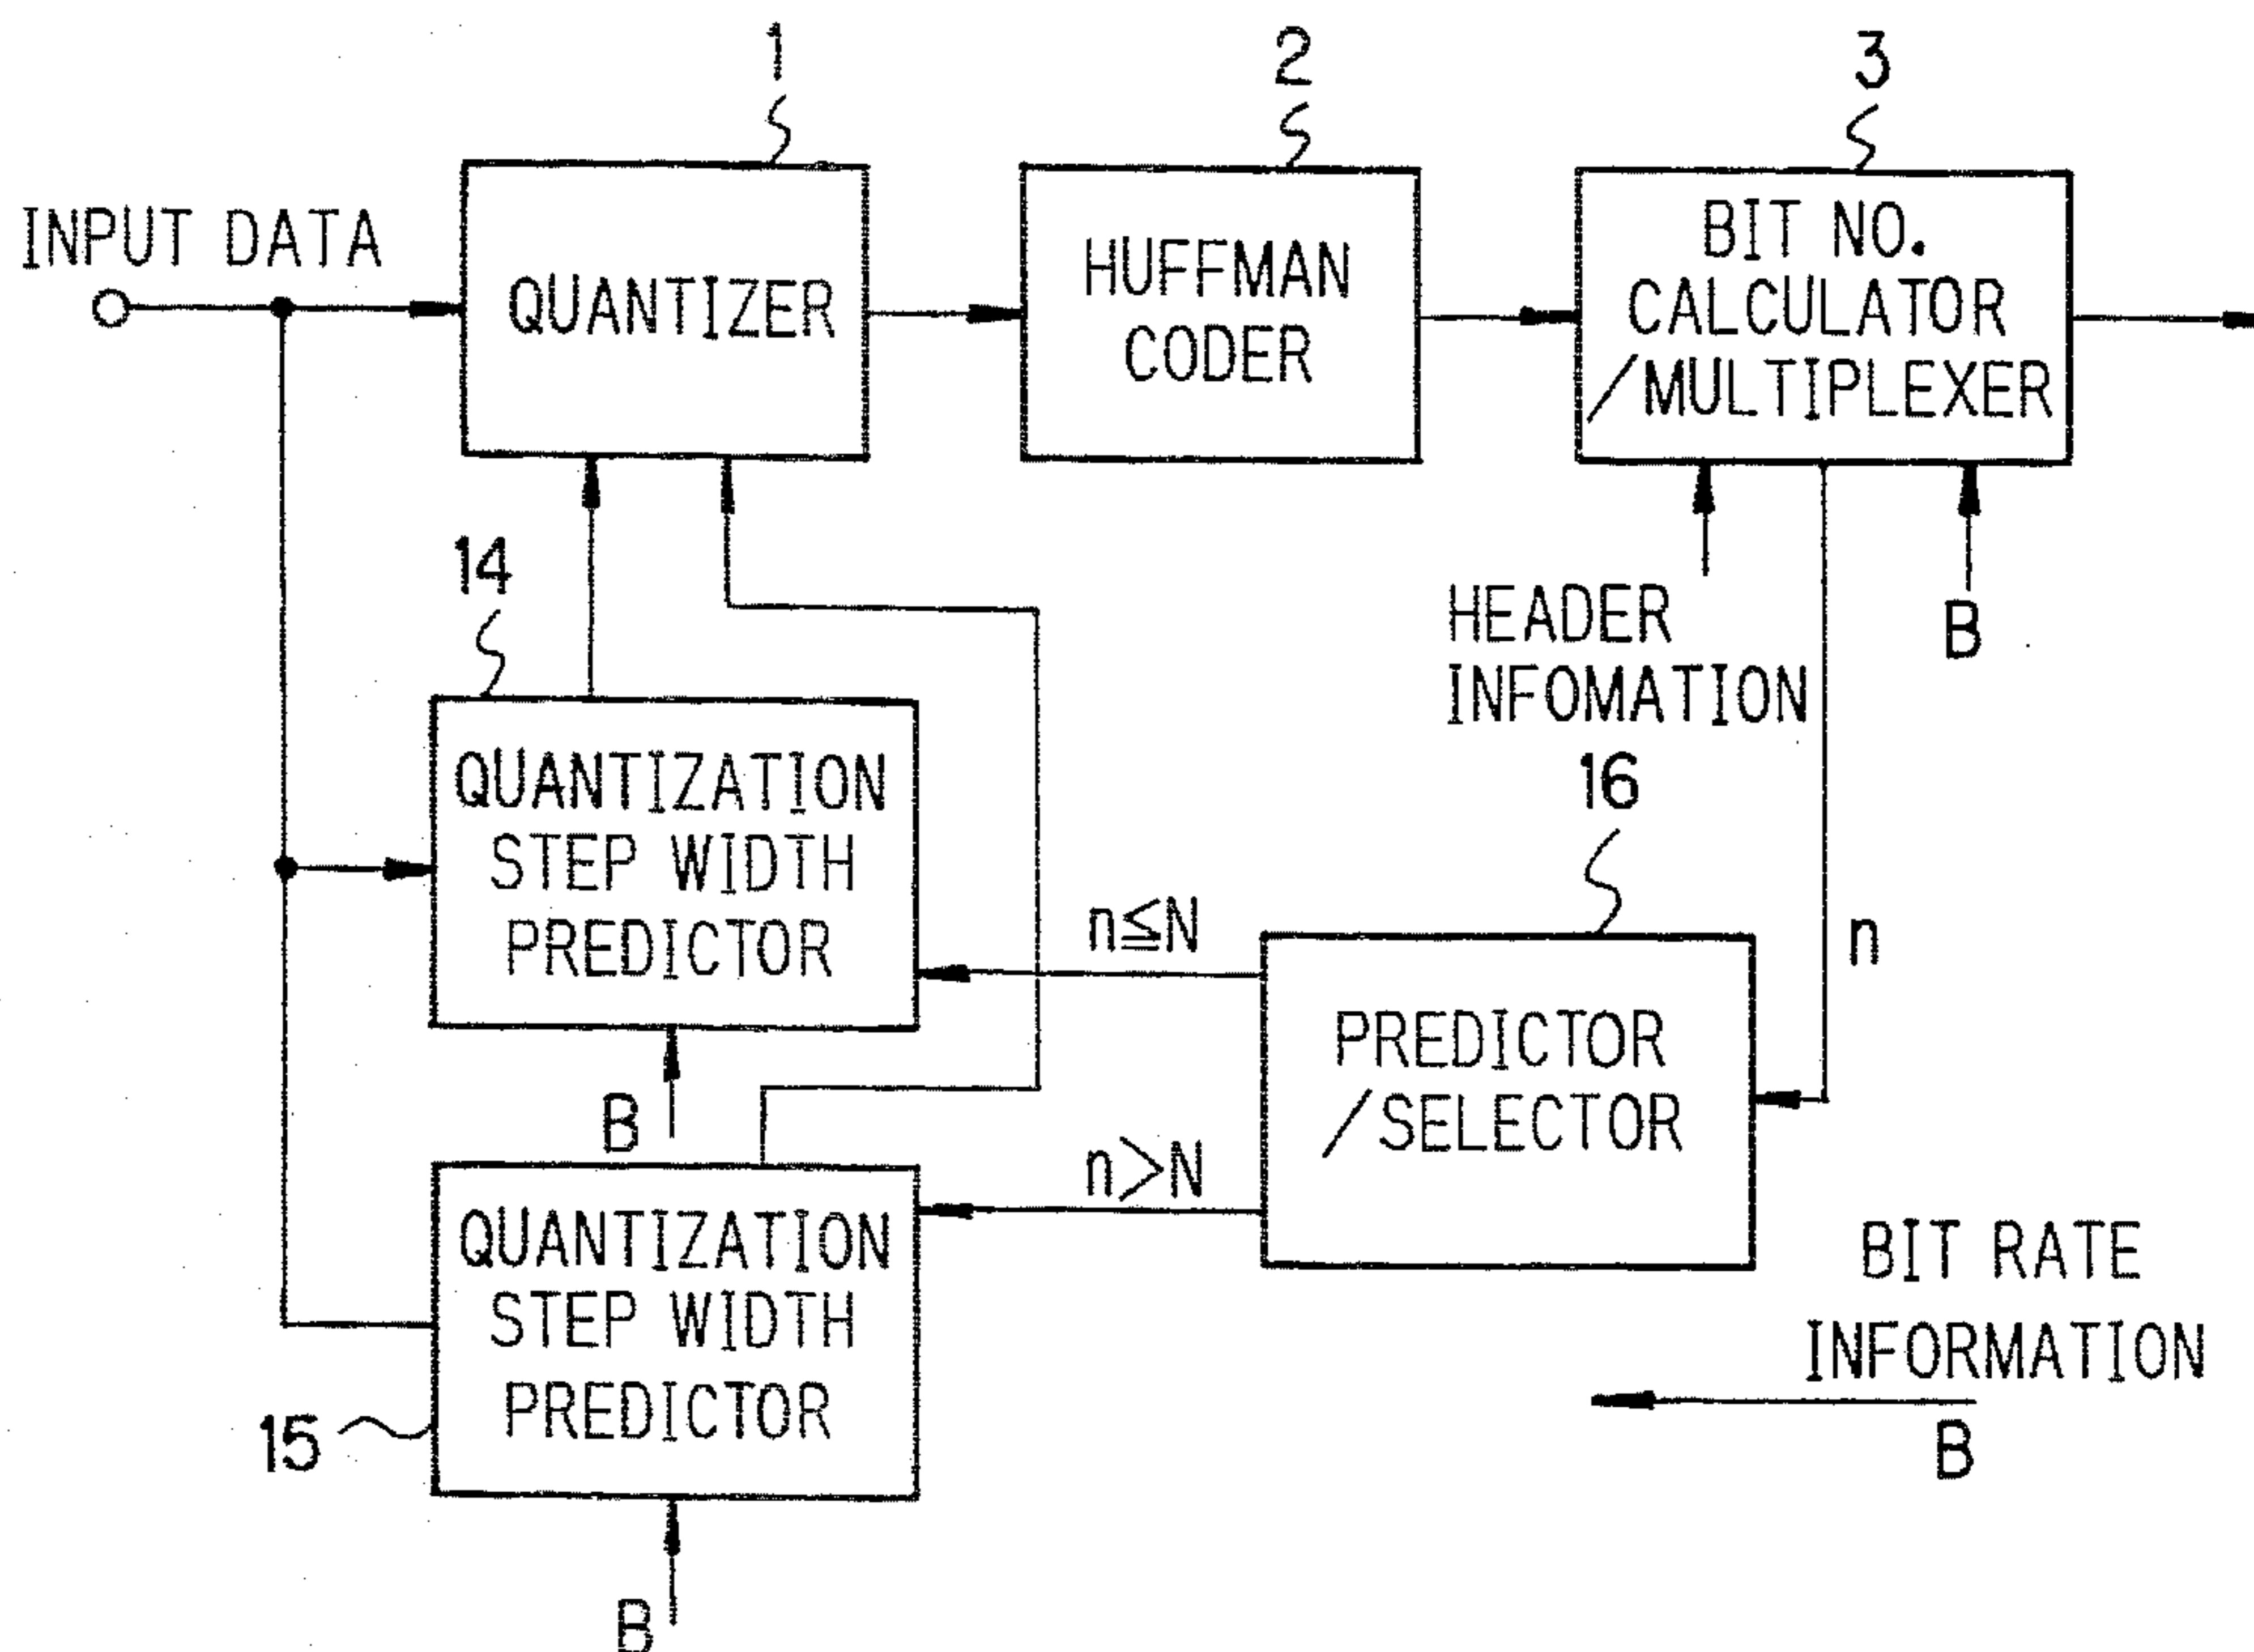 1
2
3
INPUT DATA
QUANTIZER
HUFFMAN
CODER
BIT NO.
CALCULATOR
/MULTIPLEXER
14
HEADER
INFOMATION
B
16
QUANTIZATION
STEP WIDTH
PREDICTOR
n≦N
n
PREDICTOR
/SELECTOR
B
n>N
QUANTIZATION
STEP WIDTH
PREDICTOR
15
BIT RATE
INFORMATION
B
B